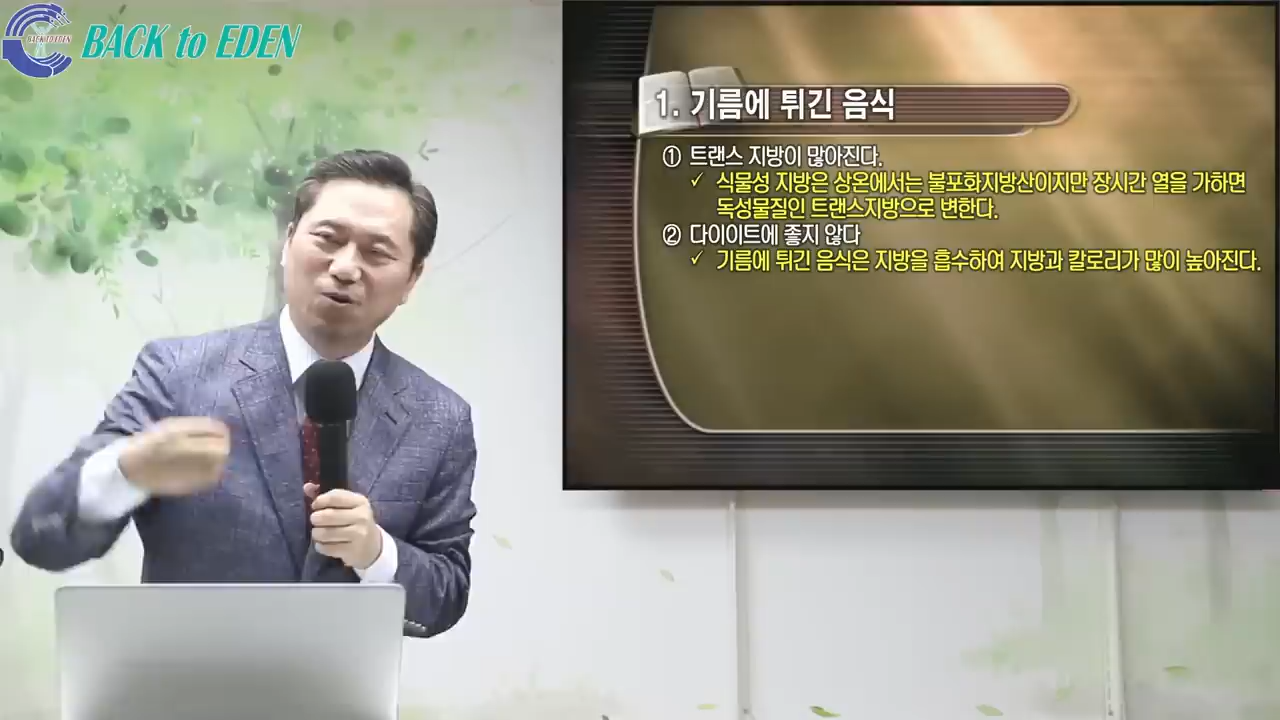 BACK TO EDEN
BACK to EDEN
1. 기름에 튀긴 음식
① 트랜스 지방이 많아진다.
✓ 식물성 지방은 상온에서는 불포화지방산이지만 장시간 열을 가하면
독성물질인 트랜스지방으로 변한다.
② 다이이트에 좋지 않다
✓ 기름에 튀긴 음식은 지방을 흡수하여 지방과 칼로리가 많이 높아진다.